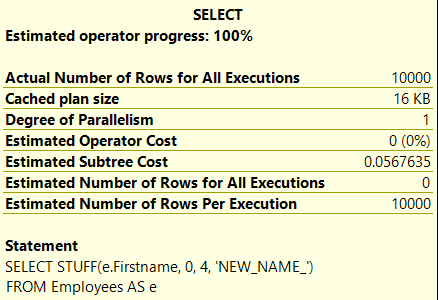 SELECT
Estimated operator progress: 100%
Actual Number of Rows for All Executions 10000
Cached plan size 16 KB
Degree of Parallelism 1
Estimated Operator Cost 0 (0%)
Estimated Subtree Cost 0.0567635
Estimated Number of Rows for All Executions 0
Estimated Number of Rows Per Execution 10000
Statement
SELECT STUFF(e.Firstname, 0, 4, 'NEW_NAME_')
FROM Employees AS e